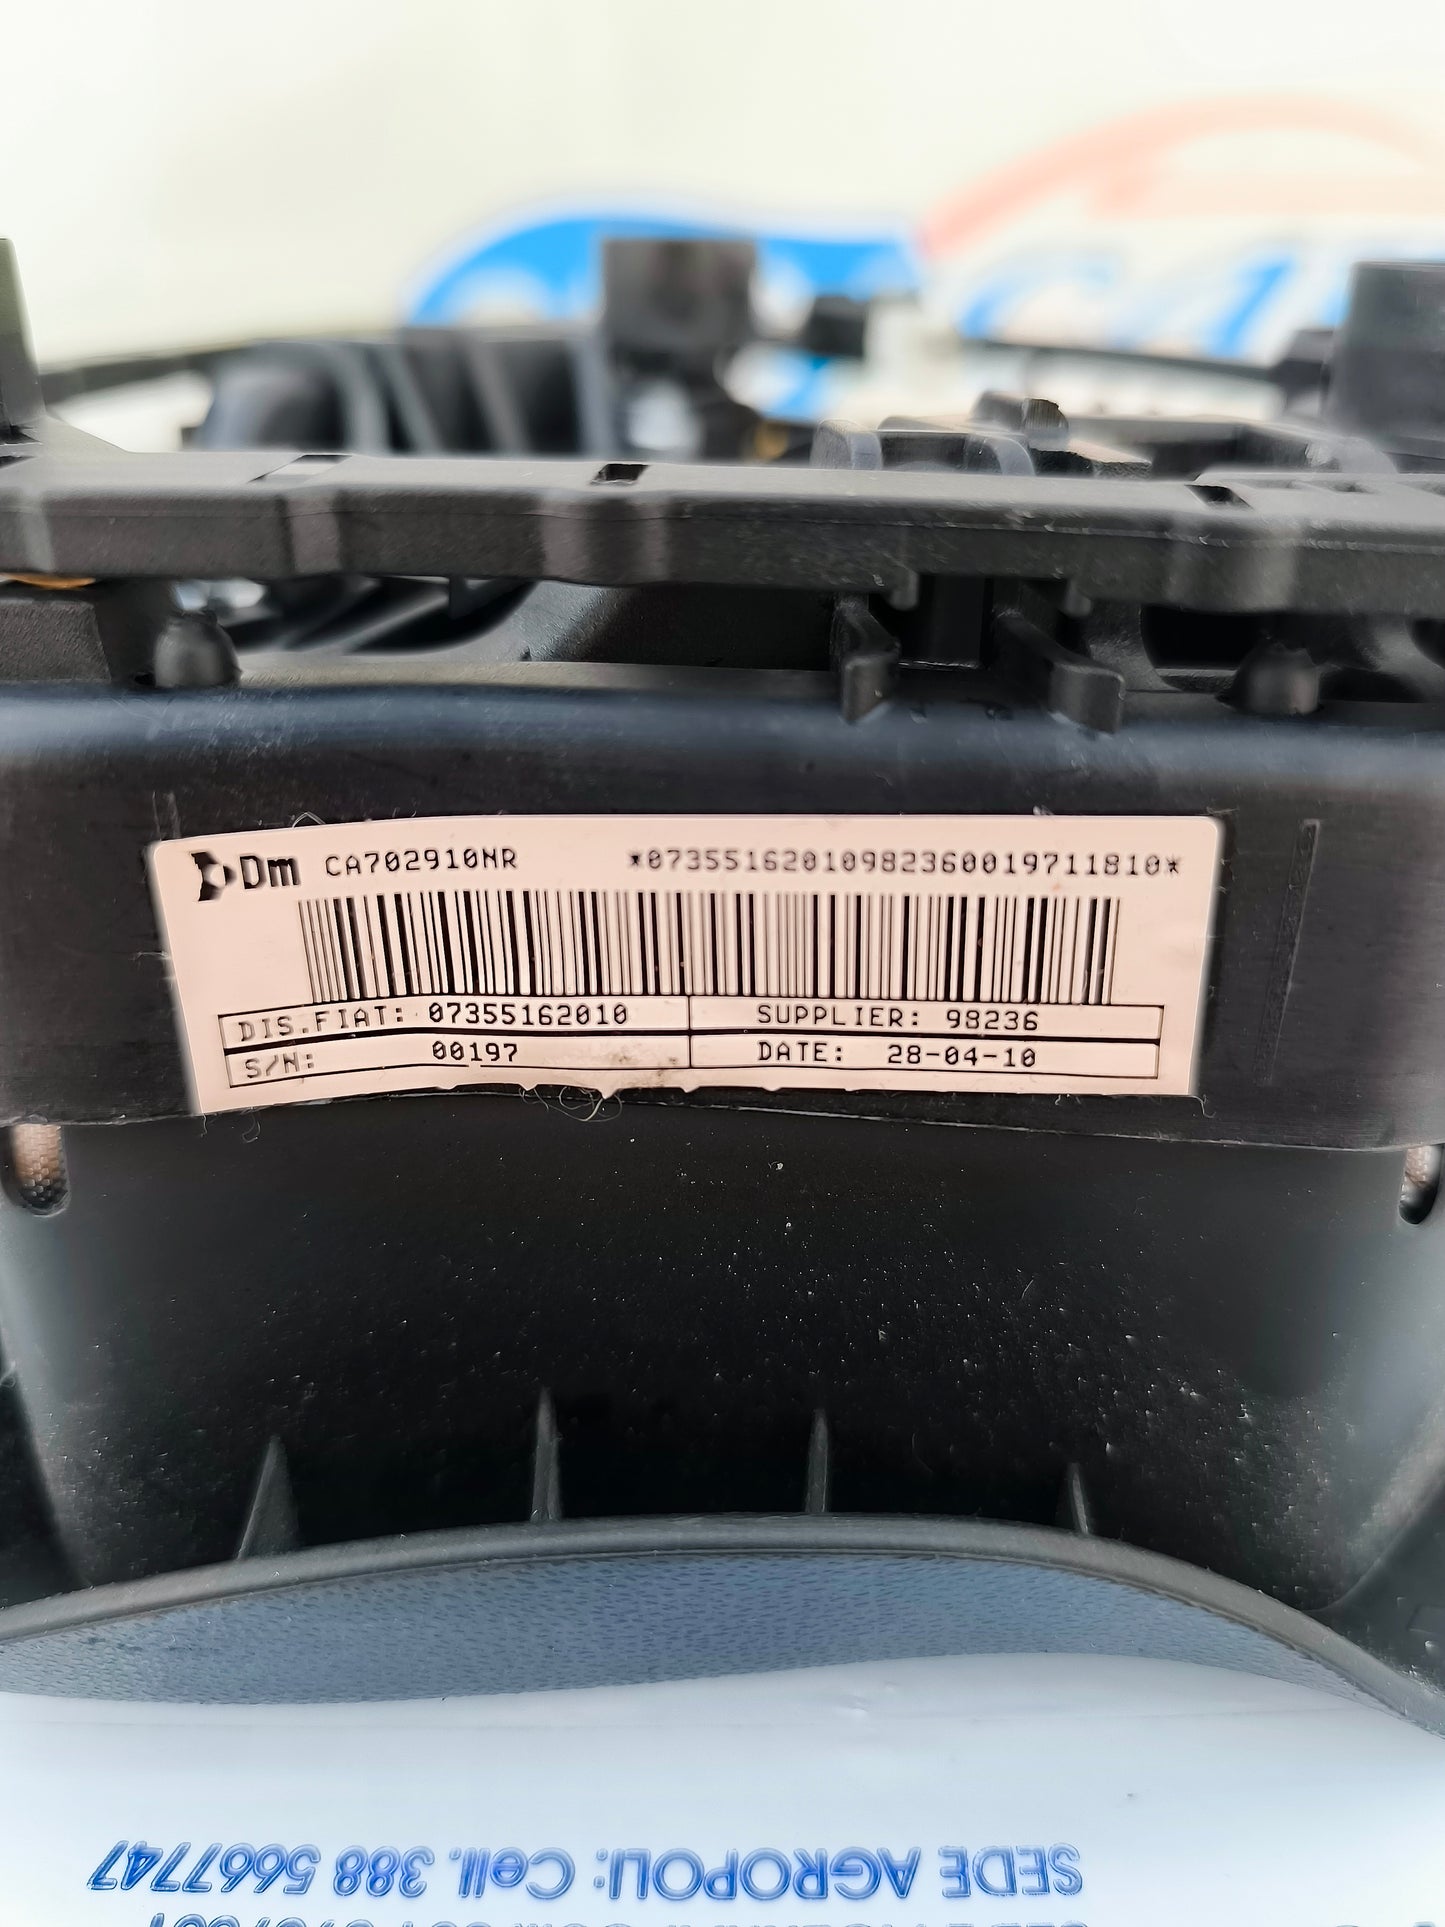 Dm CA702910NR *07355162010982360019711810*
DIS.FIAT: 07355162010 SUPPLIER: 98236
S/N: 00197 DATE: 28-04-10
SEDE AGROPOLI: Cell. 388 5667747